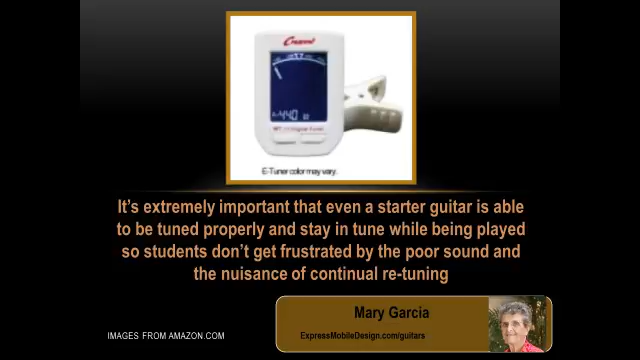 Crescent
440
E-Tuner color may vary.
It's extremely important that even a starter guitar is able
to be tuned properly and stay in tune while being played
so students don't get frustrated by the poor sound and
the nuisance of continual re-tuning
Mary Garcia
IMAGES FROM AMAZON.COM
ExpressMobileDesign.com/guitars